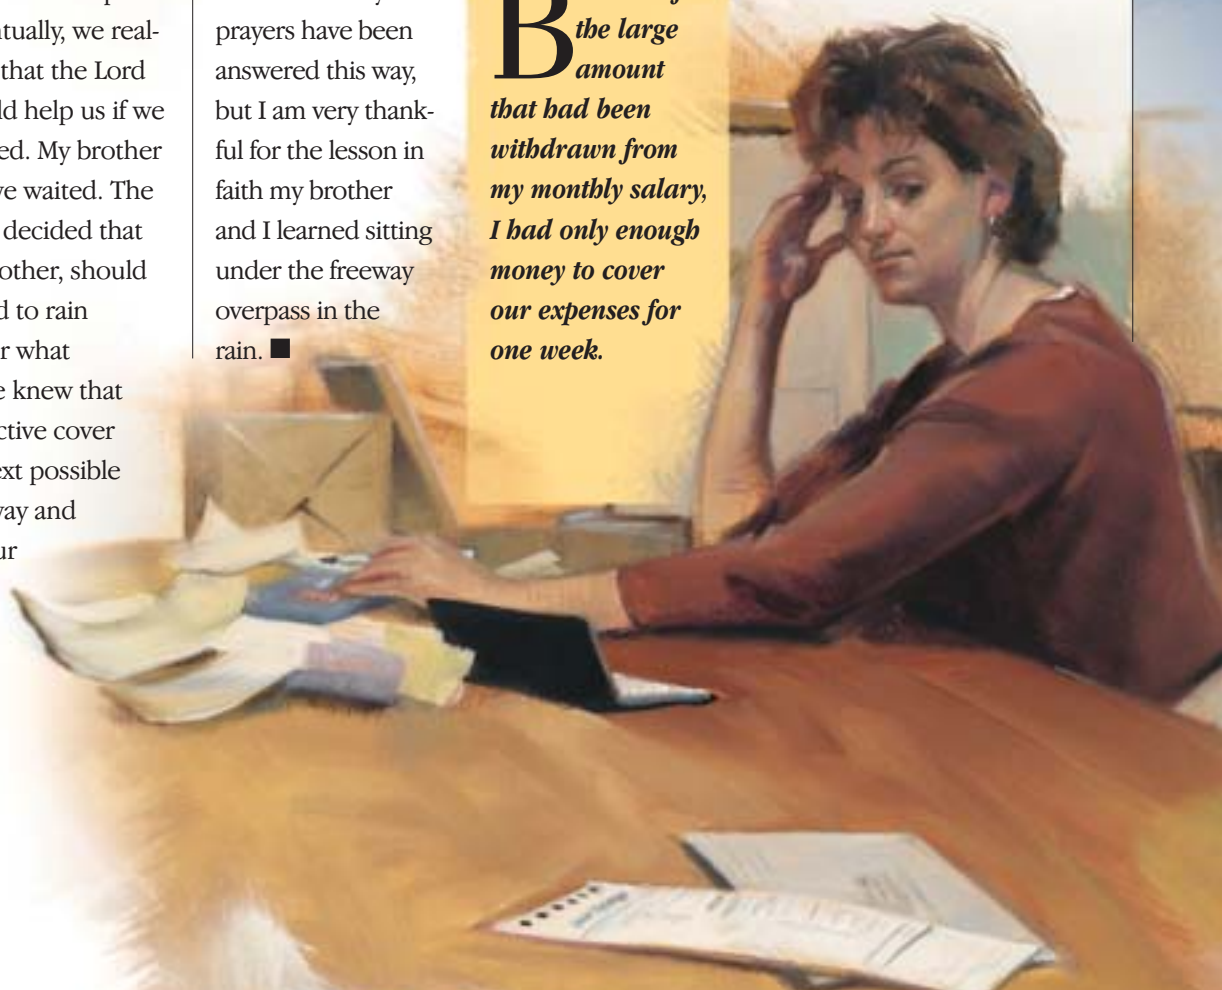 tually, we real-
that the Lord
ld help us if we
ed. My brother
ve waited. The
decided that
other, should
d to rain
r what
e knew that
ctive cover
ext possible
way and
ur
prayers have been
answered this way,
but I am very thank-
ful for the lesson in
faith my brother
and I learned sitting
under the freeway
overpass in the
rain. ■
B
the large
amount
that had been
withdrawn from
my monthly salary,
I had only enough
money to cover
our expenses for
one week.